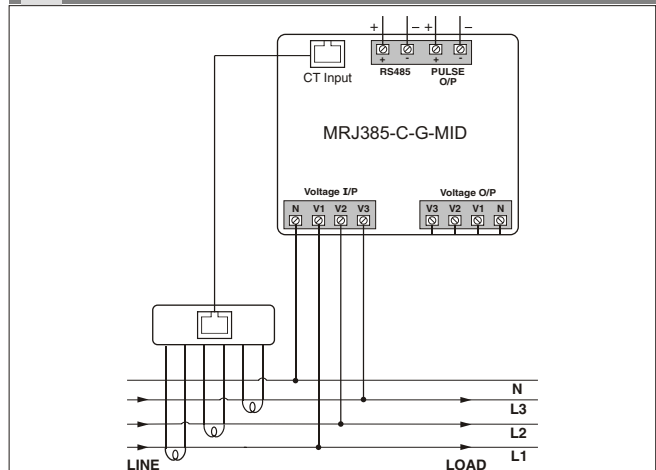 + – + –
+ - + -
RS485 PULSE O/P
CT Input
MRJ385-C-G-MID
Voltage I/P
N V1 V2 V3
Voltage O/P
V3 V2 V1 N
N
L3
L2
L1
LINE
LOAD